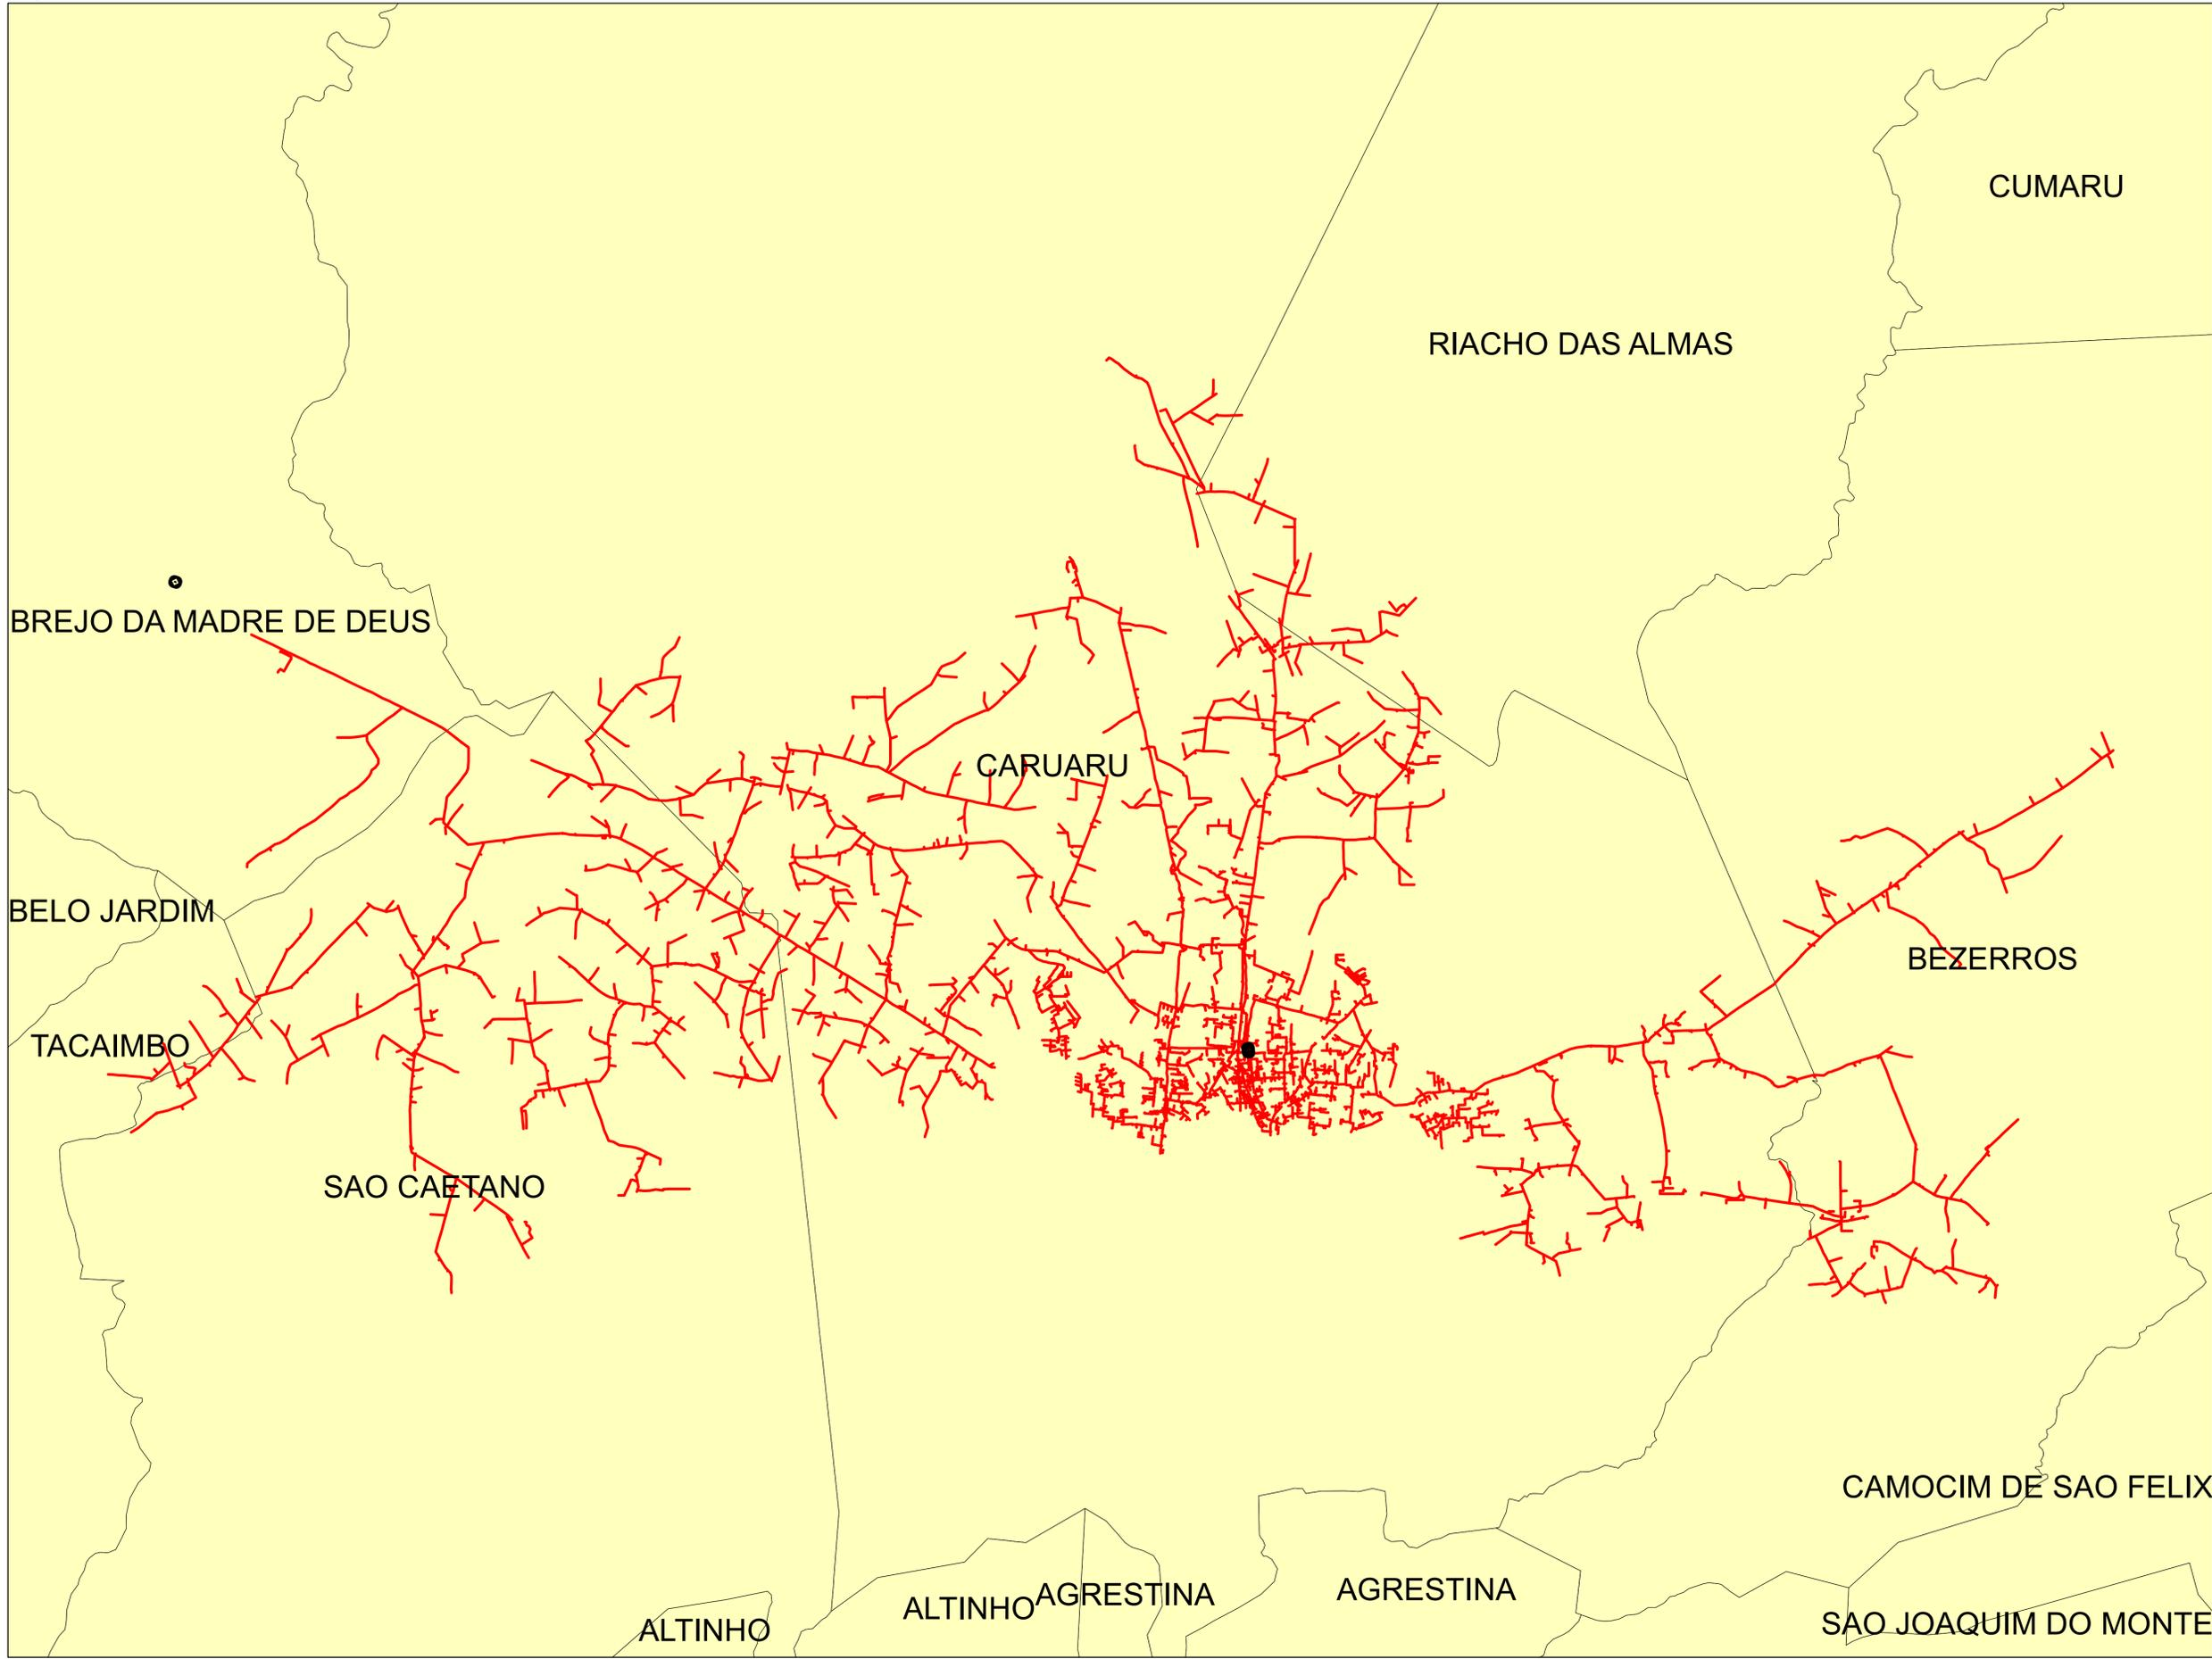 CUMARU
RIACHO DAS ALMAS
BREJO DA MADRE DE DEUS
CARUARU
BELO JARDIM
BEZERROS
TACAIMBO
SAO CAETANO
CAMOCIM DE SAO FELIX
AGRESTINA
AGRESTINA
ALTINHO
SAO JOAQUIM DO MONTE
ALTINHO